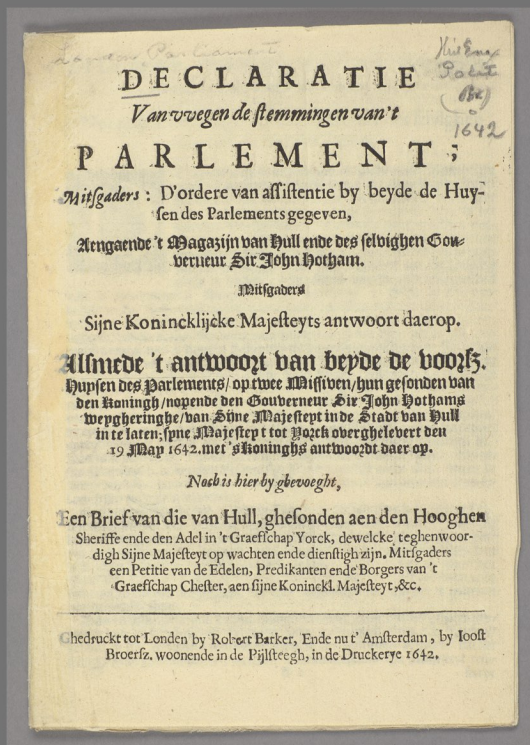 London, Parliament
Hist Eng
1642
DECLARATIE
Van vvegen de stemmingen van't
PARLEMENT;
Mitsgaders: D'ordere van assistentie by beyde de Huy-
sen des Parlements gegeven,
Aengaende 't Magazijn van Hull ende des selvighen Gou-
verneur Sir John Hotham.
Mitsgaders
Sijne Konincklijcke Majesteyts antwoort daerop.
Alsmede 't antwoort van beyde de voorsz.
Huysen des Parlements/ op twee Missiven/ hun gesonden van
den Koningh/ nopende den Gouverneur Sir John Hothams
weygheringhe/ van Sijne Majesteyt in de Stadt van Hull
in te laten; syne Majesteyt tot Yorck overghelevert den
19 May 1642. met 's Koninghs antwoordt daer op.
Noch is hier by ghevoeght,
Een Brief van die van Hull, ghesonden aen den Hooghen
Sheriffe ende den Adel in 't Graefschap Yorck, dewelcke teghenwoor-
digh Sijne Majesteyt op wachten ende dienstigh zijn. Mitsgaders
een Petitie van de Edelen, Predikanten ende Borgers van 't
Graefschap Chester, aen sijne Koninckl. Majesteyt, &c.
Ghedruckt tot Londen by Robert Barker, Ende nu t' Amsterdam, by Ioost
Broersz. woonende in de Pijlsteegh, in de Druckerye 1642.